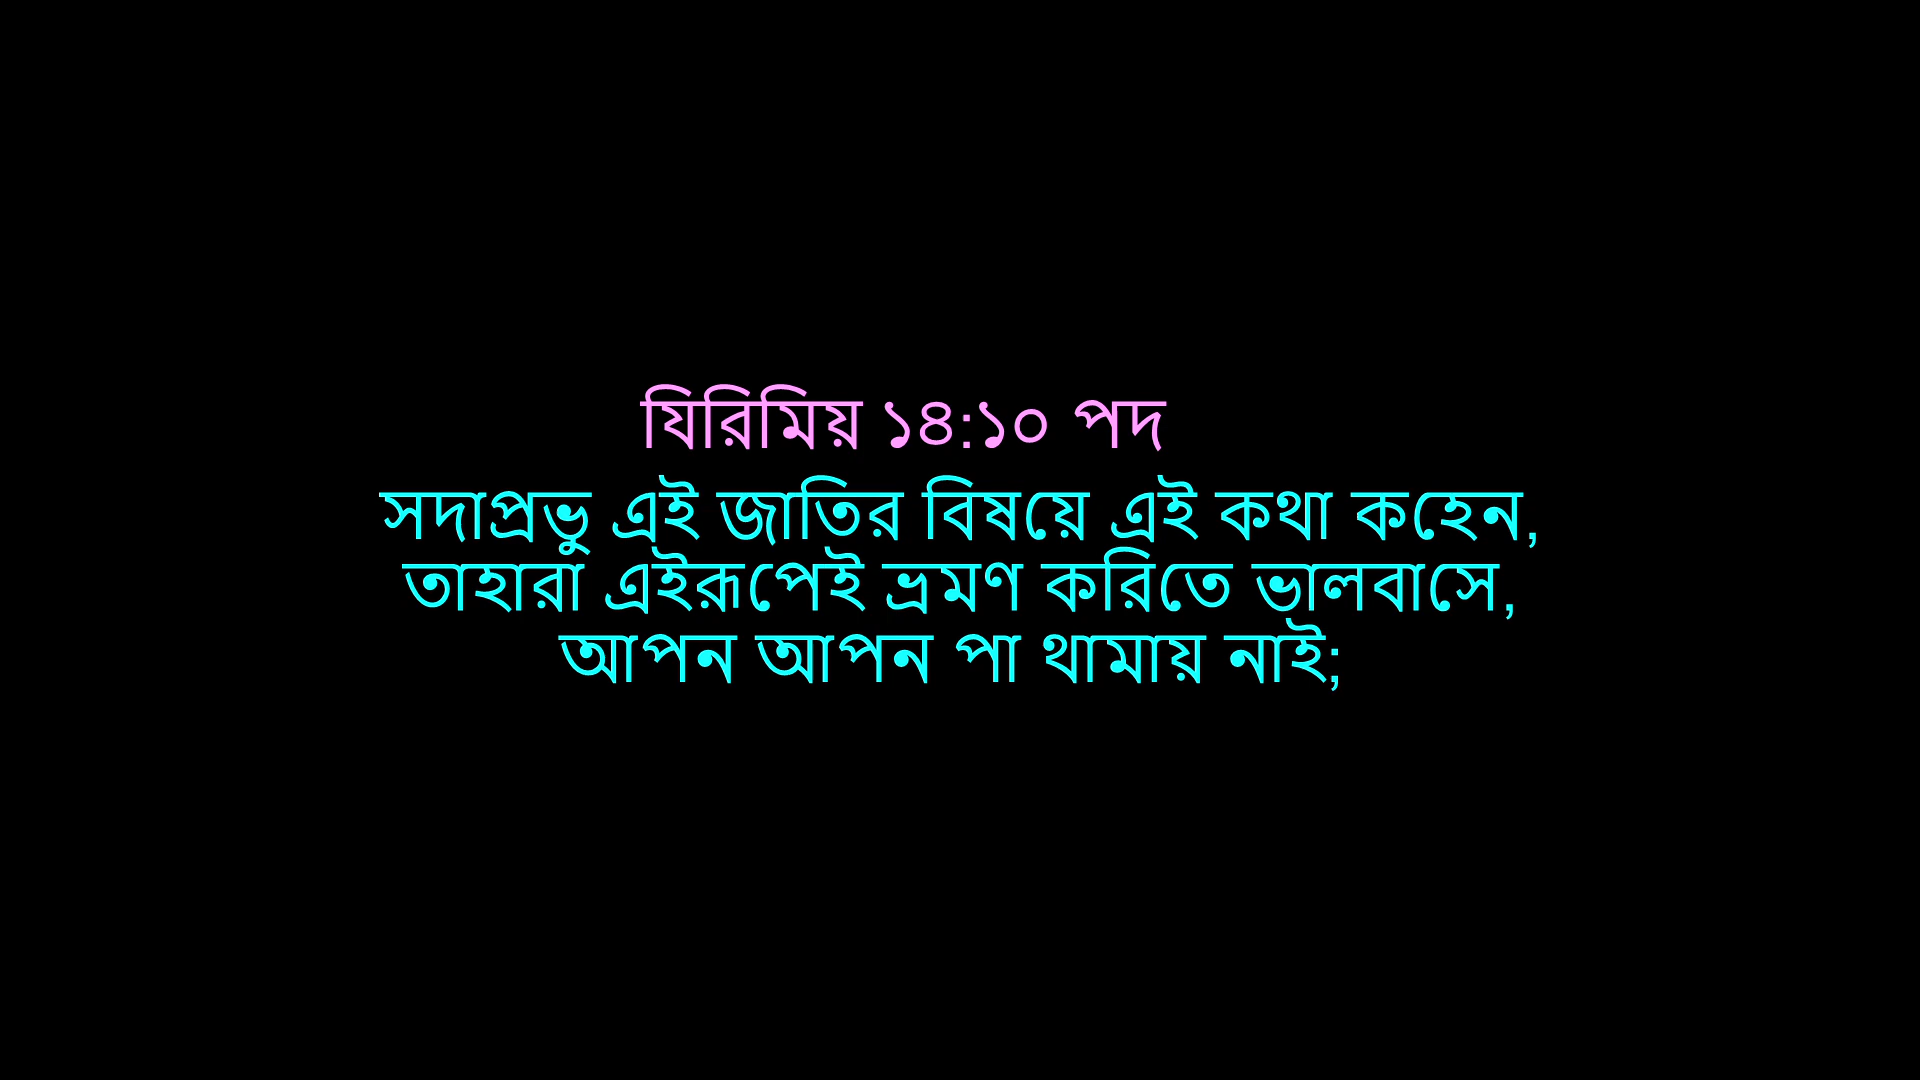 যিরিমিয় ১৪:১০ পদ
সদাপ্রভু এই জাতির বিষয়ে এই কথা কহেন,
তাহারা এইরূপেই ভ্রমণ করিতে ভালবাসে,
আপন আপন পা থামায় নাই;